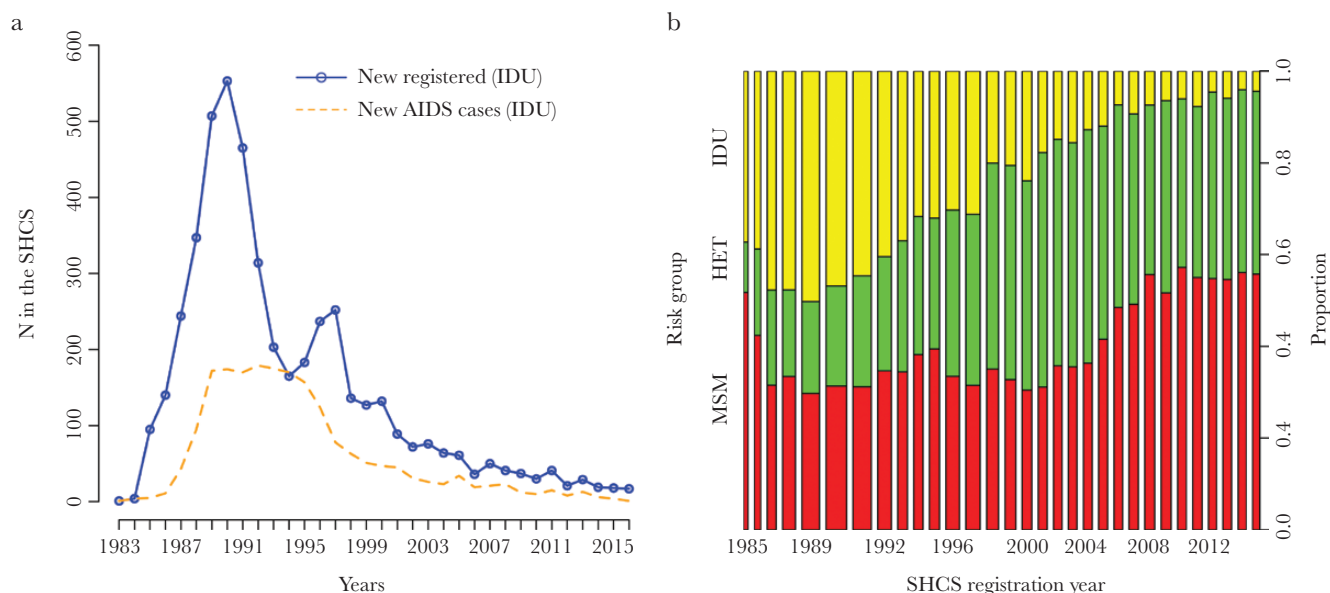 a
600
500
400
300
200
100
0
N in the SHCS
New registered (IDU)
New AIDS cases (IDU)
1983 1987 1991 1995 1999 2003 2007 2011 2015
Years
b
Risk group
IDU
HET
MSM
1.0
0.8
0.6
0.4
0.4
0.0
Proportion
1985 1989 1992 1996 2000 2004 2008 2012
SHCS registration year